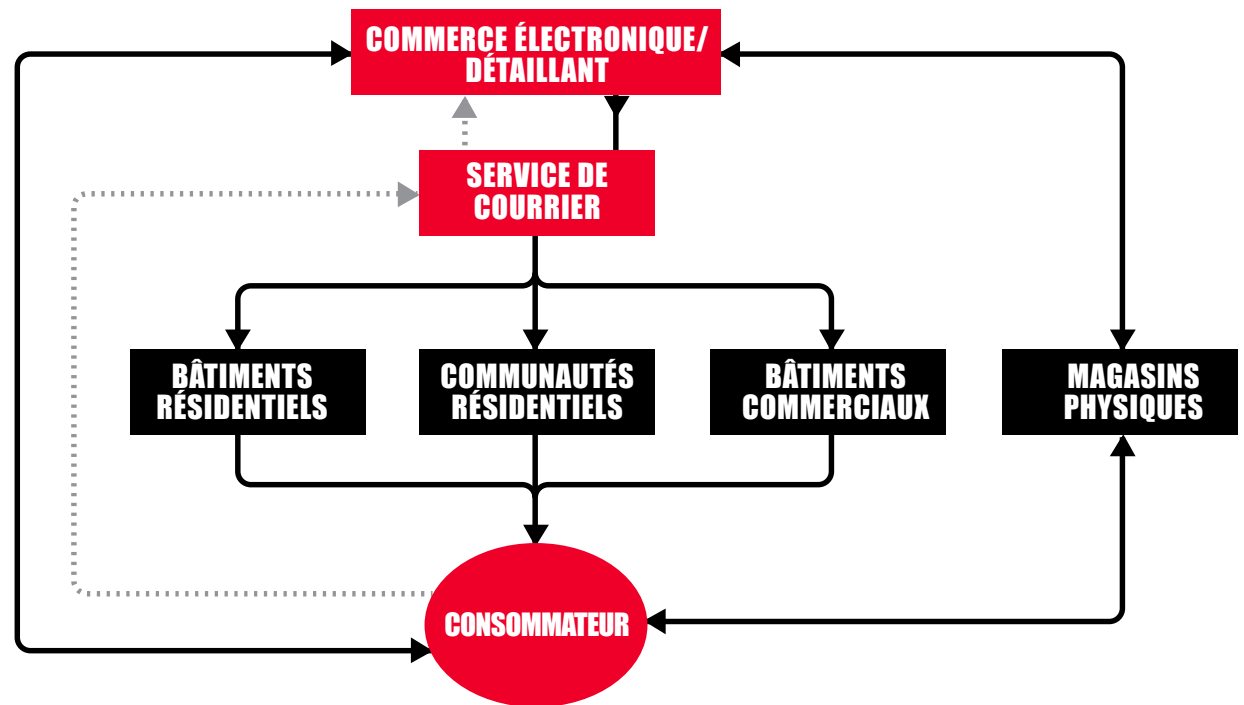 COMMERCE ÉLECTRONIQUE/
DÉTAILLANT
SERVICE DE
COURRIER
BÂTIMENTS
RÉSIDENTIELS
COMMUNAUTÉS
RÉSIDENTIELS
BÂTIMENTS
COMMERCIAUX
MAGASINS
PHYSIQUES
CONSOMMATEUR